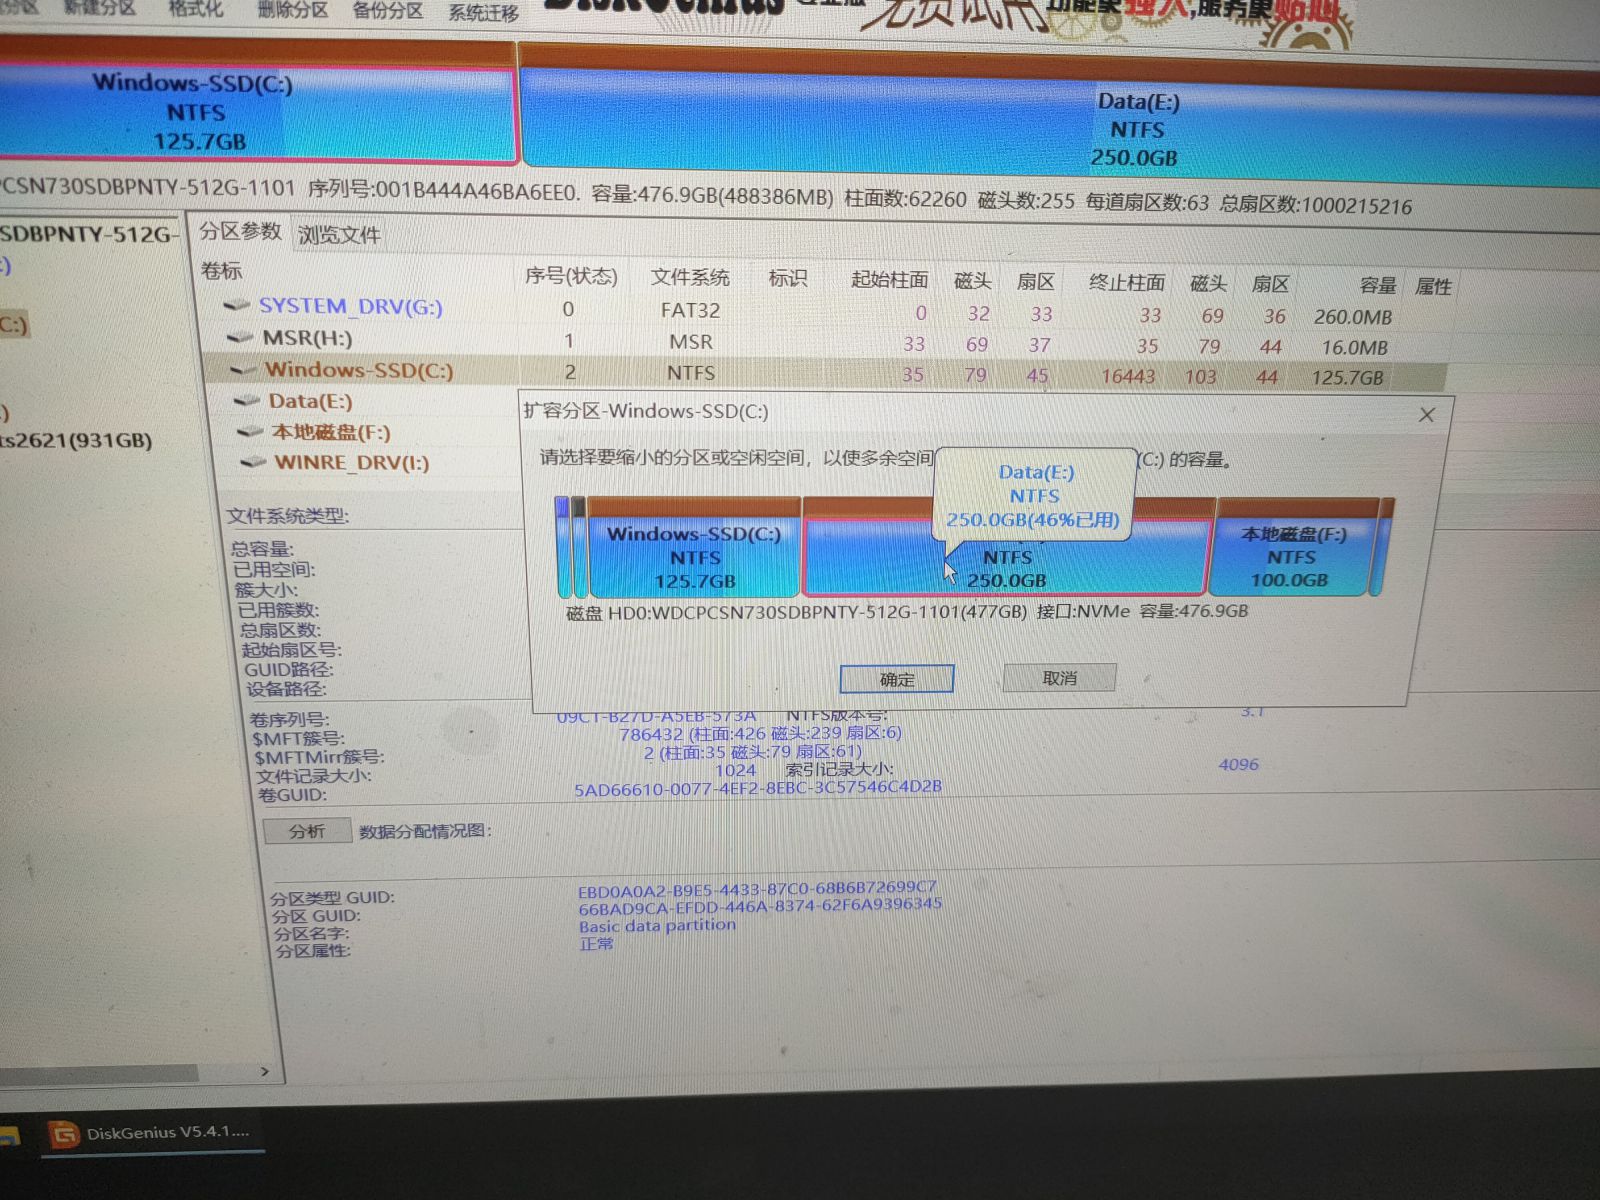 分区 新建分区 格式化 删除分区 备份分区 系统迁移 DiskGenius 专业版 免费试用 功能更强大,服务更贴心
Windows-SSD(C:)
NTFS
125.7GB
Data(E:)
NTFS
250.0GB
PCSN730SDBPNTY-512G-1101 序列号:001B444A46BA6EE0. 容量:476.9GB(488386MB) 柱面数:62260 磁头数:255 每道扇区数:63 总扇区数:1000215216
SDBPNTY-512G-
:)
C:)
)
ts2621(931GB)
分区参数 浏览文件
卷标 序号(状态) 文件系统 标识 起始柱面 磁头 扇区 终止柱面 磁头 扇区 容量 属性
SYSTEM_DRV(G:) 0 FAT32 0 32 33 33 69 36 260.0MB
MSR(H:) 1 MSR 33 69 37 35 79 44 16.0MB
Windows-SSD(C:) 2 NTFS 35 79 45 16443 103 44 125.7GB
Data(E:)
本地磁盘(F:)
WINRE_DRV(I:)
扩容分区-Windows-SSD(C:)
请选择要缩小的分区或空闲空间，以使多余空间
(C:) 的容量。
Data(E:)
NTFS
250.0GB(46%已用)
Windows-SSD(C:)
NTFS
125.7GB
NTFS
250.0GB
本地磁盘(F:)
NTFS
100.0GB
磁盘 HD0:WDCPCSN730SDBPNTY-512G-1101(477GB) 接口:NVMe 容量:476.9GB
确定 取消
文件系统类型:
总容量:
已用空间:
簇大小:
已用簇数:
总扇区数:
起始扇区号:
GUID路径:
设备路径:
卷序列号: 09C1-B27D-A5EB-573A NTFS版本号: 3.1
$MFT簇号: 786432 (柱面:426 磁头:239 扇区:6)
$MFTMirr簇号: 2 (柱面:35 磁头:79 扇区:61)
文件记录大小: 1024 索引记录大小: 4096
卷GUID: 5AD66610-0077-4EF2-8EBC-3C57546C4D2B
分析 数据分配情况图:
分区类型 GUID: EBD0A0A2-B9E5-4433-87C0-68B6B72699C7
分区 GUID: 66BAD9CA-EFDD-446A-8374-62F6A9396345
分区名字: Basic data partition
分区属性: 正常
DiskGenius V5.4.1....